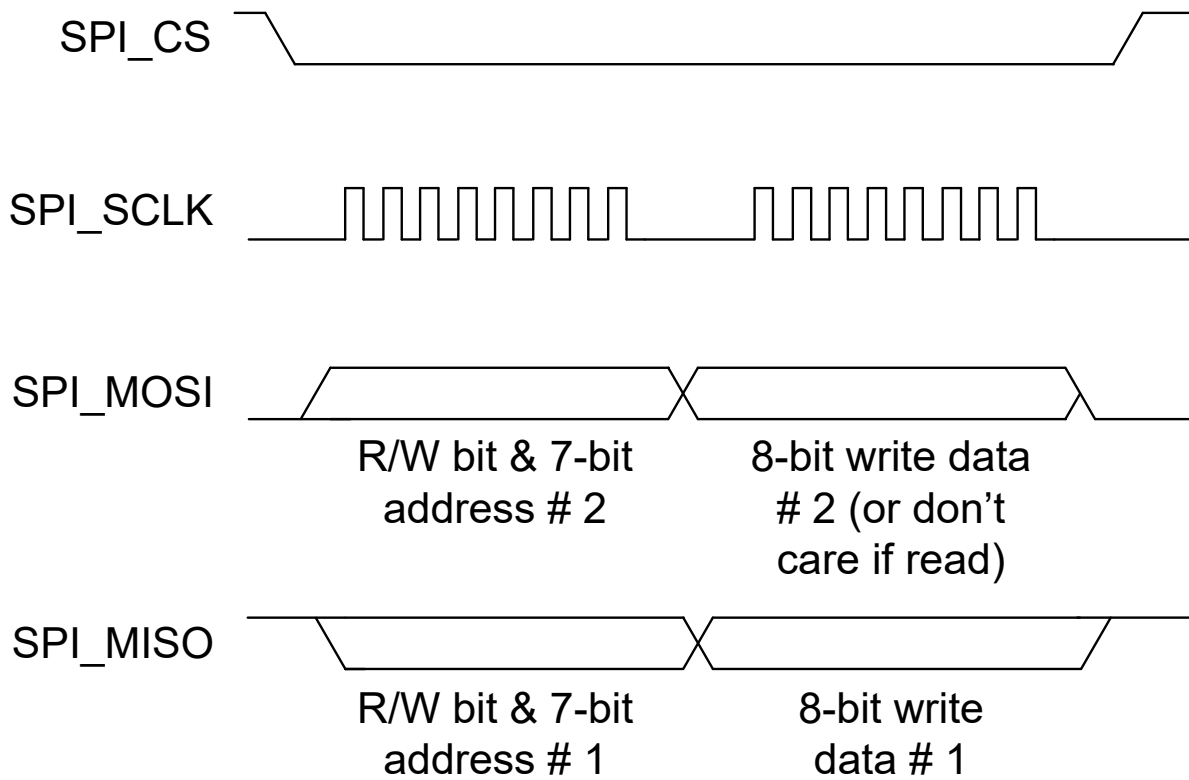 SPI_CS
SPI_SCLK
SPI_MOSI
R/W bit & 7-bit
address # 2
8-bit write data
# 2 (or don’t
care if read)
SPI_MISO
R/W bit & 7-bit
address # 1
8-bit write
data # 1